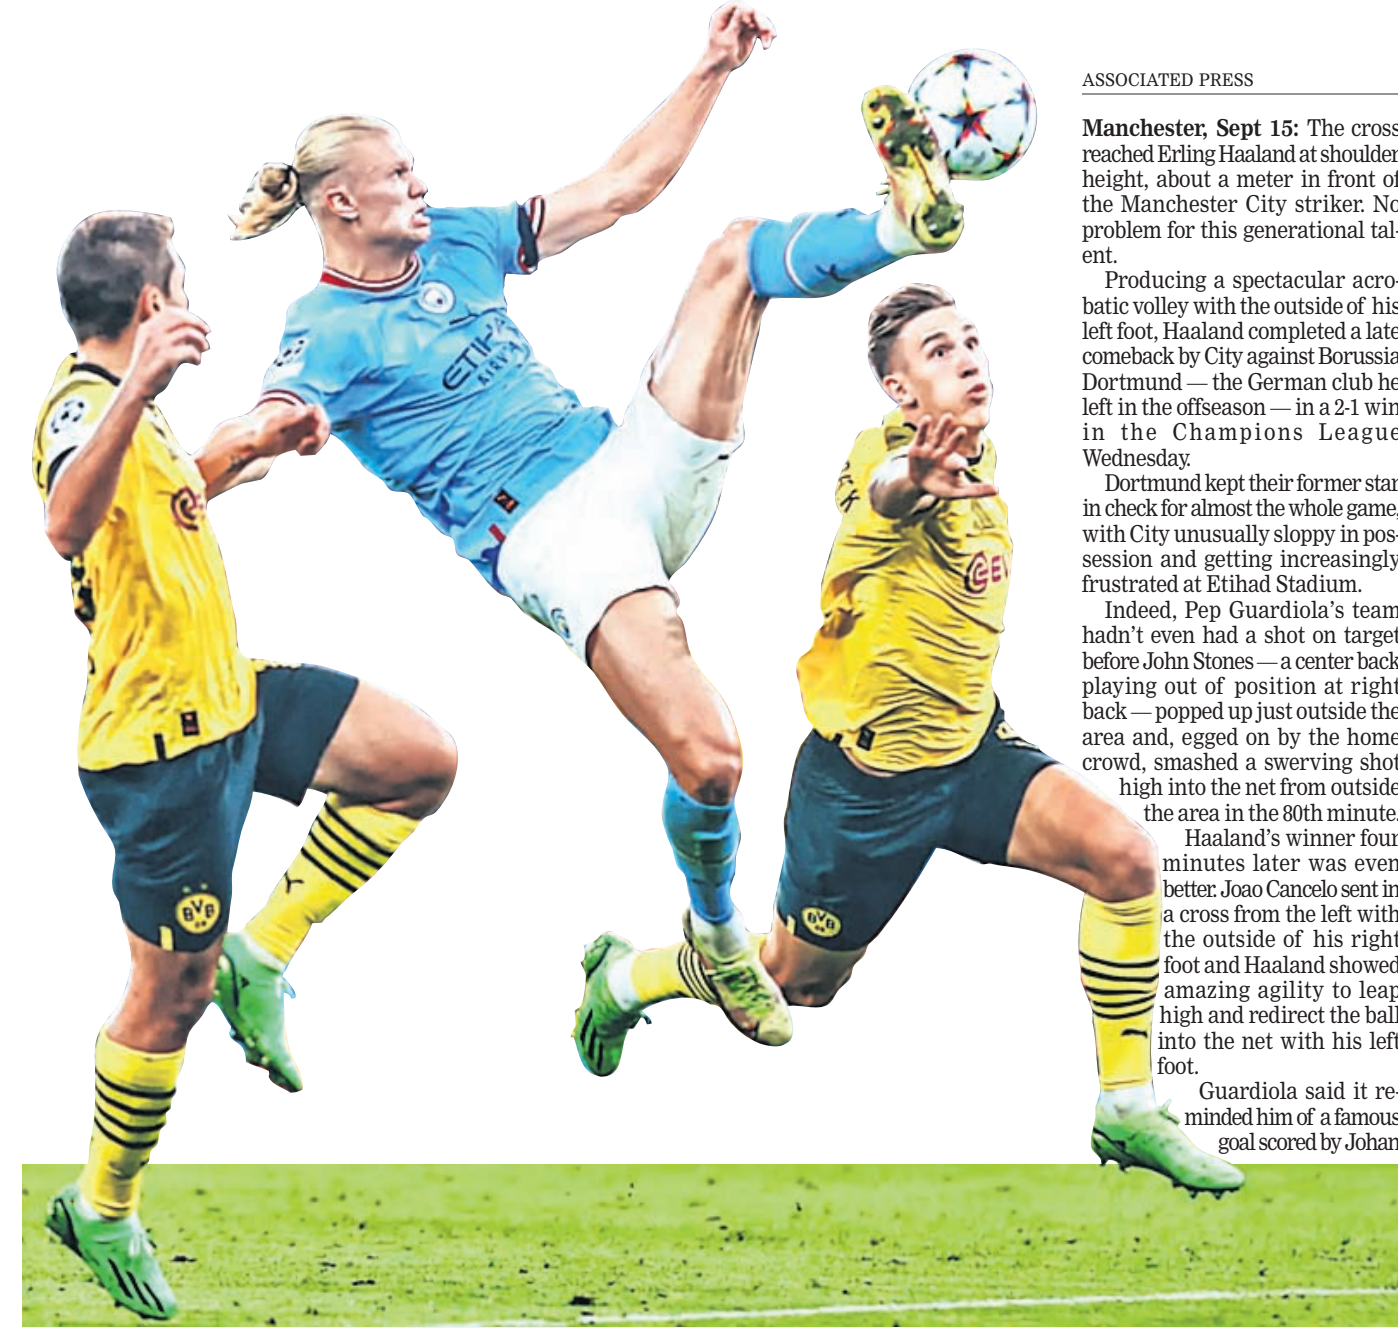 ASSOCIATED PRESS
Manchester, Sept 15: The cross
reached Erling Haaland at shoulder
height, about a meter in front of
the Manchester City striker. No
problem for this generational tal-
ent.
Producing a spectacular acro-
batic volley with the outside of his
left foot, Haaland completed a late
comeback by City against Borussia
Dortmund — the German club he
left in the offseason — in a 2-1 win
in the Champions League
Wednesday.
Dortmund kept their former star
in check for almost the whole game,
with City unusually sloppy in pos-
session and getting increasingly
frustrated at Etihad Stadium.
Indeed, Pep Guardiola’s team
hadn’t even had a shot on target
before John Stones — a center back
playing out of position at right
back — popped up just outside the
area and, egged on by the home
crowd, smashed a swerving shot
high into the net from outside
the area in the 80th minute.
Haaland’s winner four
minutes later was even
better. Joao Cancelo sent in
a cross from the left with
the outside of his right
foot and Haaland showed
amazing agility to leap
high and redirect the ball
into the net with his left
foot.
Guardiola said it re-
minded him of a famous
goal scored by Johan
ETIHAD
AIRW
BVB
09
BVB
09